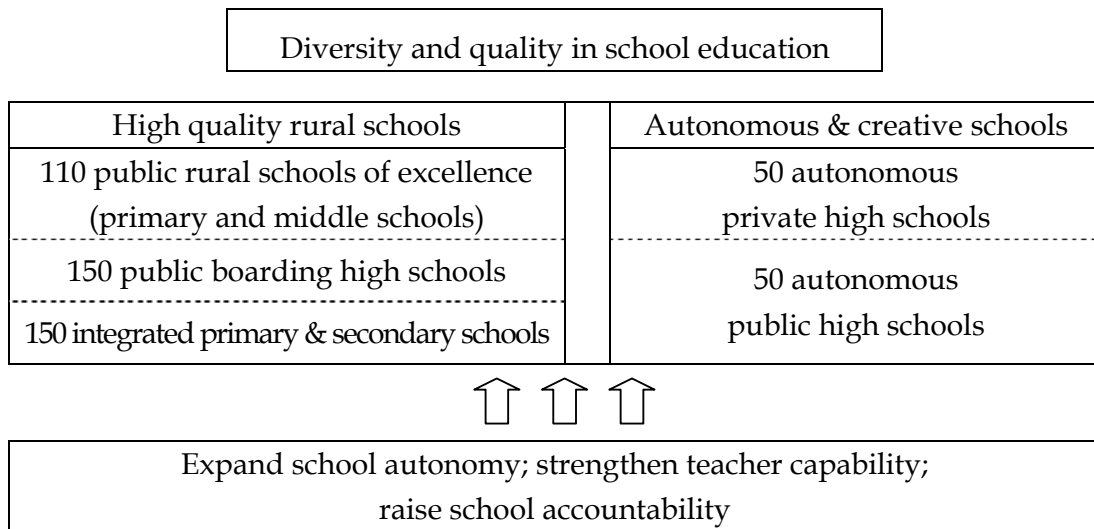 Diversity and quality in school education
High quality rural schools
110 public rural schools of excellence
(primary and middle schools)
150 public boarding high schools
150 integrated primary & secondary schools
Autonomous & creative schools
50 autonomous
private high schools
50 autonomous
public high schools
Expand school autonomy; strengthen teacher capability;
raise school accountability